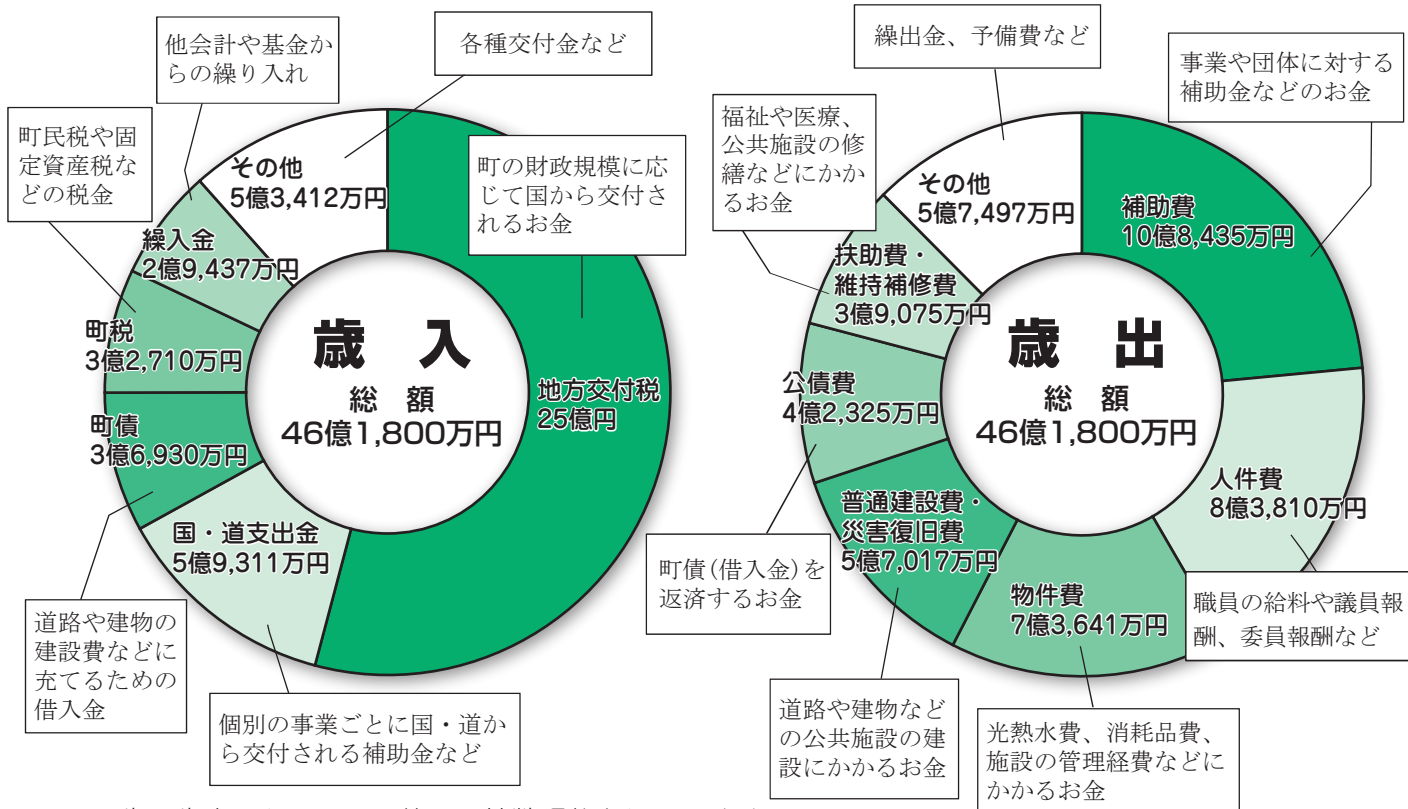 他会計や基金か
らの繰り入れ
各種交付金など
町民税や固
定資産税な
どの税金
町の財政規模に応
じて国から交付さ
れるお金
その他
5億3,412万円
繰入金
2億9,437万円
町税
3億2,710万円
町債
3億6,930万円
国・道支出金
5億9,311万円
地方交付税
25億円
歳 入
総 額
46億1,800万円
道路や建物の
建設費などに
充てるための
借入金
個別の事業ごとに国・道か
ら交付される補助金など
繰出金、予備費など
事業や団体に対する
補助金などのお金
福祉や医療、
公共施設の修
繕などにかか
るお金
その他
5億7,497万円
補助費
10億8,435万円
扶助費・
維持補修費
3億9,075万円
公債費
4億2,325万円
歳 出
総 額
46億1,800万円
人件費
8億3,810万円
普通建設費・
災害復旧費
5億7,017万円
物件費
7億3,641万円
町債(借入金)を
返済するお金
職員の給料や議員報
酬、委員報酬など
道路や建物など
の公共施設の建
設にかかるお金
光熱水費、消耗品費、
施設の管理経費などに
かかるお金